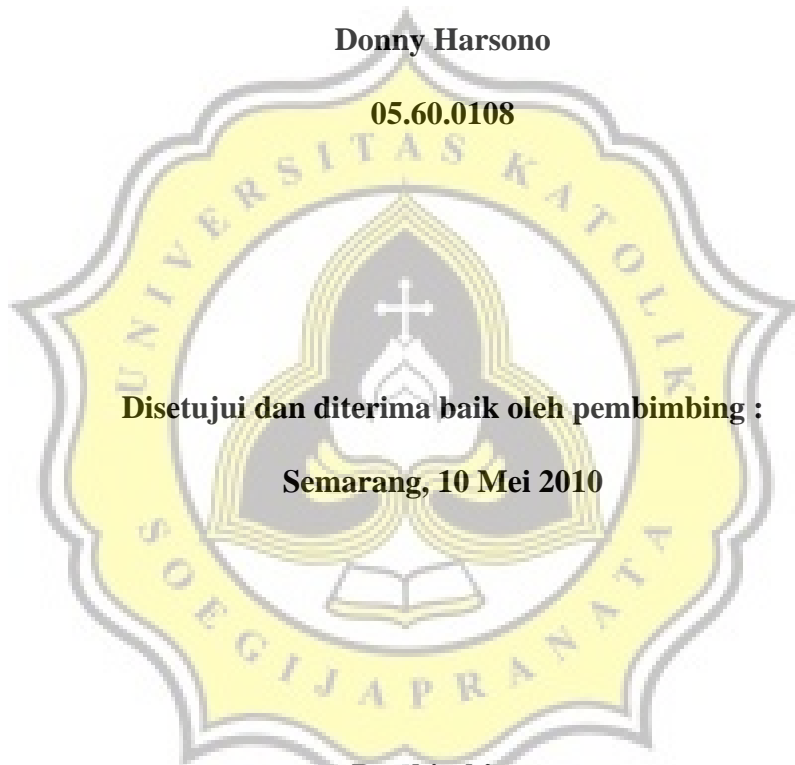 Donny Harsono
05.60.0108
UNIVERSITAS KATOLIK
Disetujui dan diterima baik oleh pembimbing :
Semarang, 10 Mei 2010
SOEGIJAPRANATA